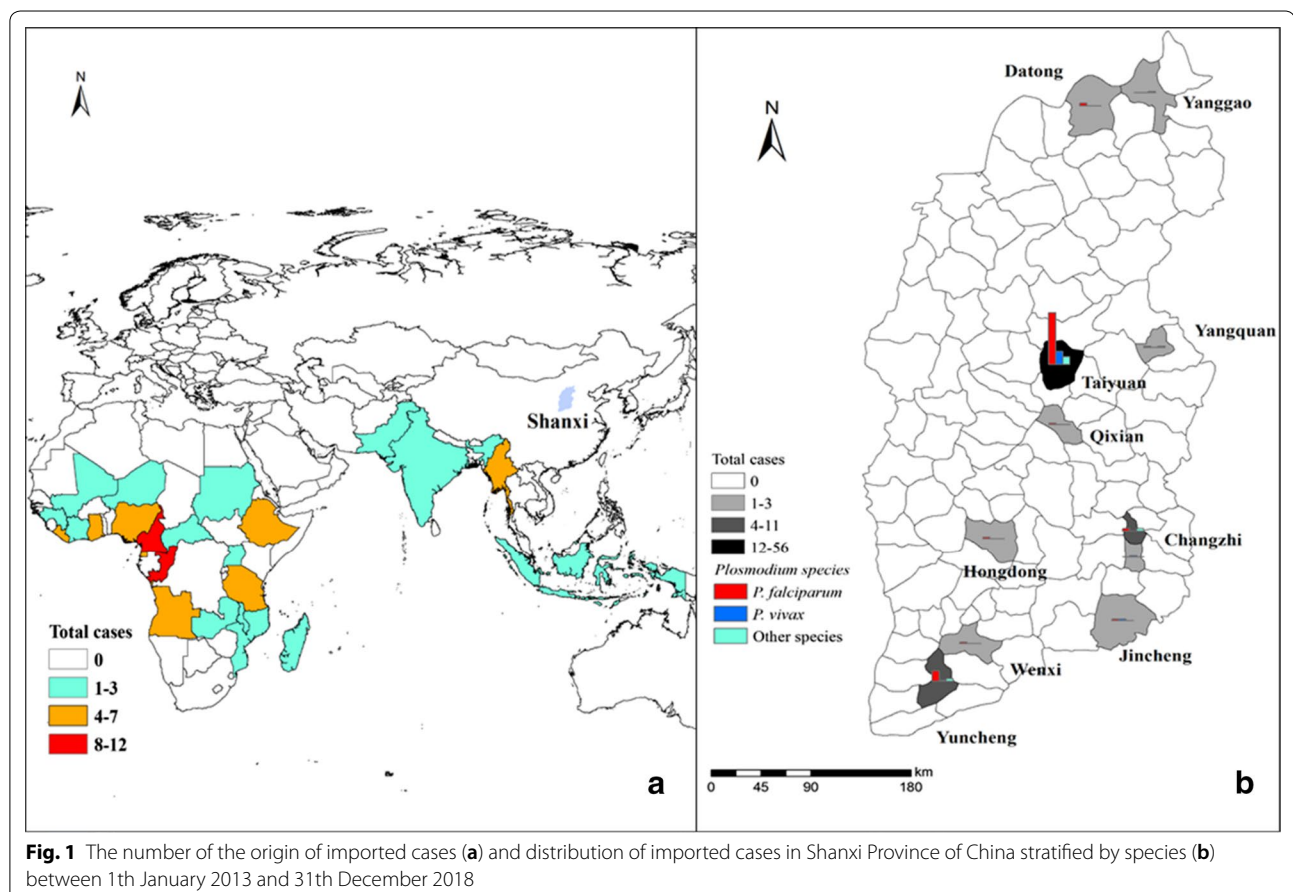 N
Shanxi
Total cases
0
1-3
4-7
8-12
a
Datong
N
Yanggao
Yangquan
Taiyuan
Qixian
Total cases
0
1-3
4-11
12-56
Plosmodium species
P. falciparum
P. vivax
Other species
Changzhi
Hongdong
Jincheng
Wenxi
Yuncheng
km
0 45 90 180
b
Fig. 1 The number of the origin of imported cases (a) and distribution of imported cases in Shanxi Province of China stratified by species (b)
between 1th January 2013 and 31th December 2018